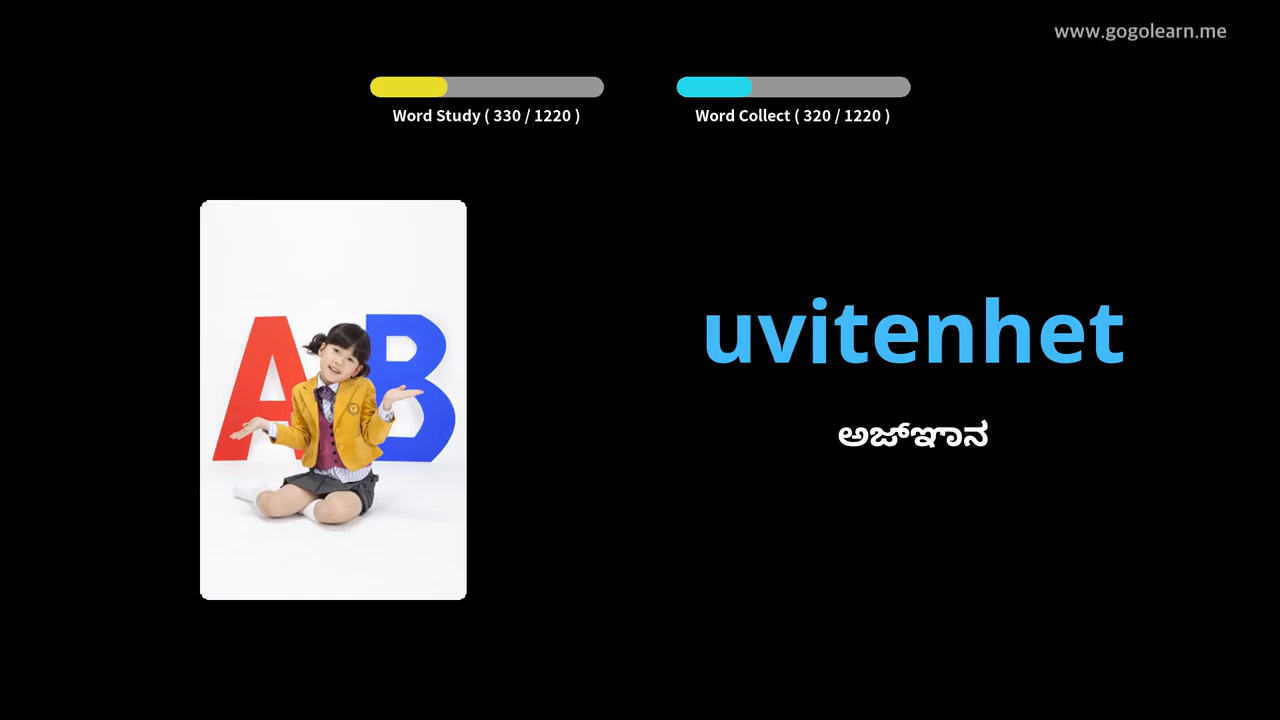 www.gogolearn.me
Word Study ( 330 / 1220 )
Word Collect ( 320 / 1220 )
A B
uvitenhet
ಅಜ್‌ಞಾನ